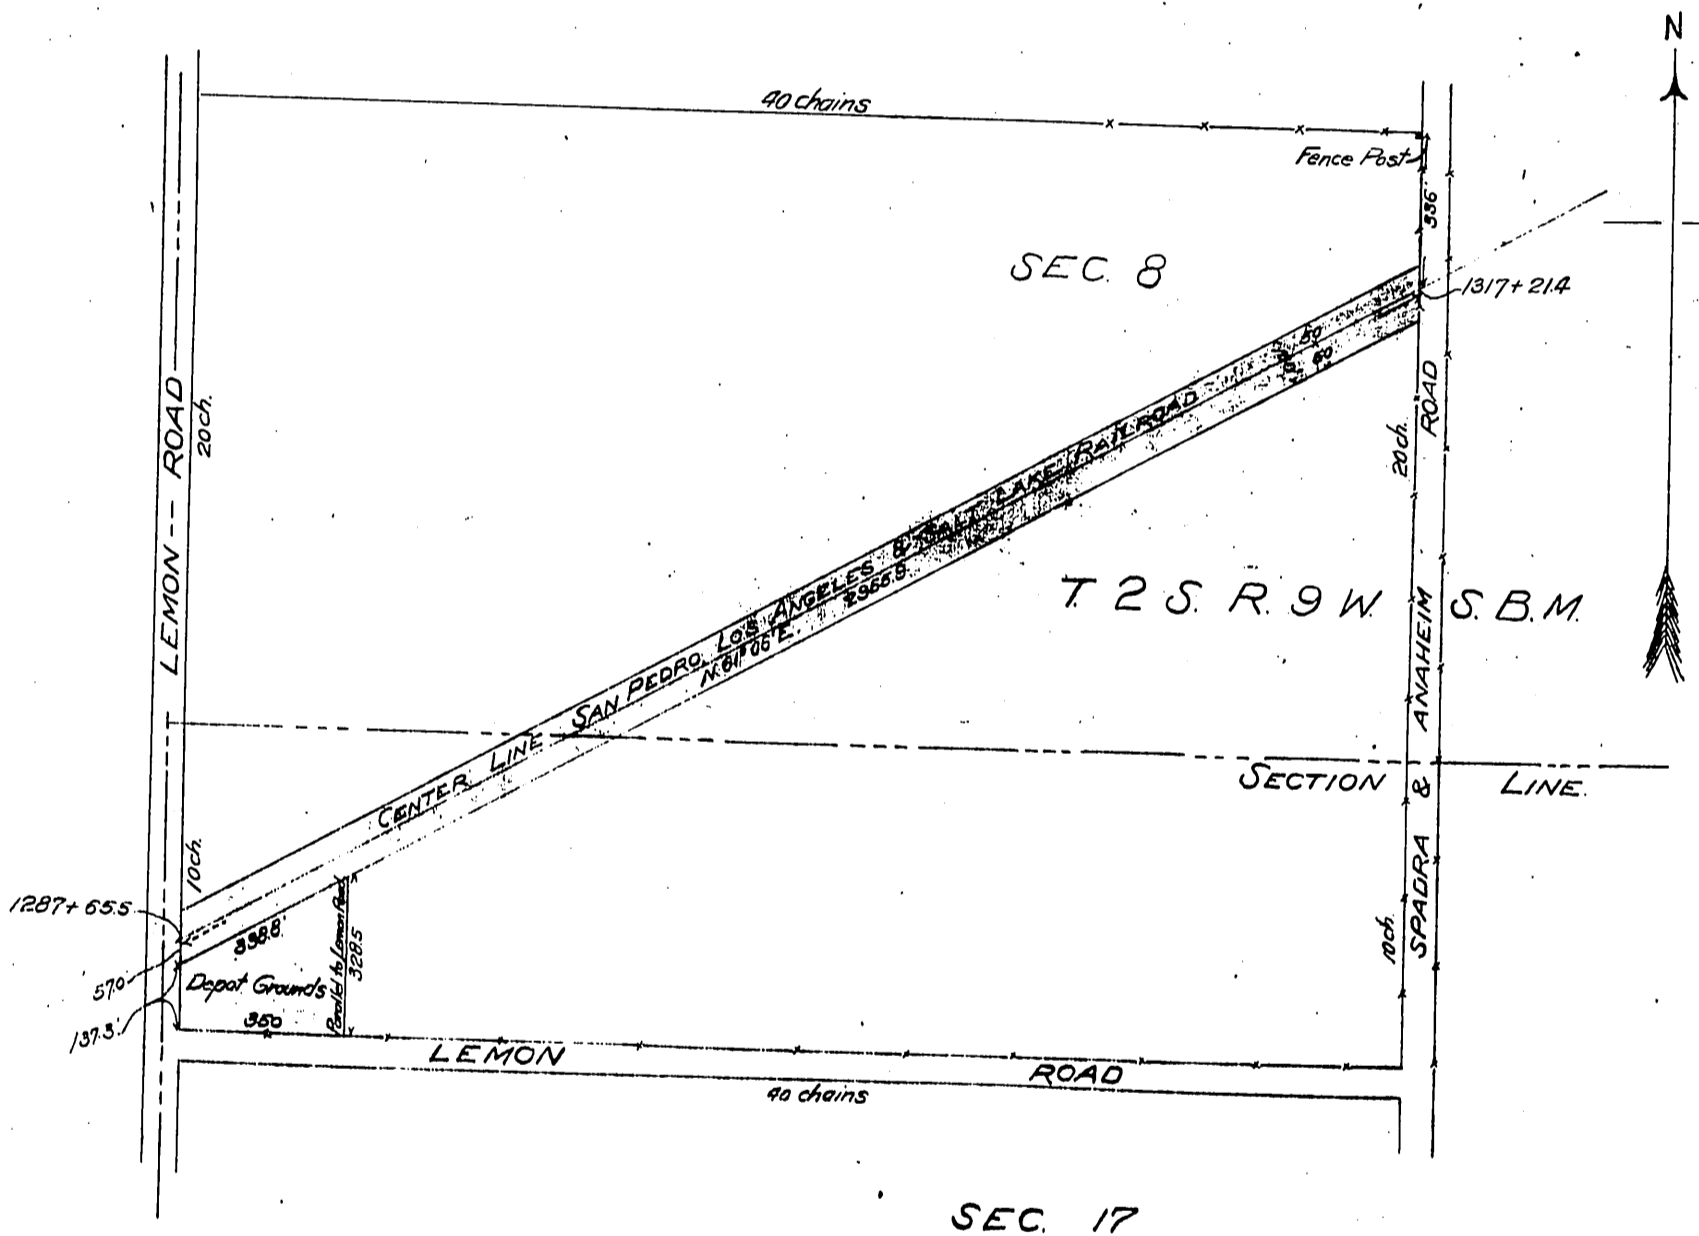 N
40 chains
Fence Post
336'
SEC. 8
1317+21.4
50
50
LEMON -- ROAD
20ch.
20ch.
SPADRA & ANAHEIM ROAD
CENTER LINE SAN PEDRO, LOS ANGELES & SALT LAKE RAILROAD
2955.9
N. 61° 06' E.
T. 2 S. R. 9 W. S. B. M.
SECTION LINE.
10ch.
10ch.
1287+65.5
338.8'
57.0'
137.3'
Depot Grounds
350
Parallel to Lemon Road
328.5
LEMON ROAD
40 chains
SEC. 17